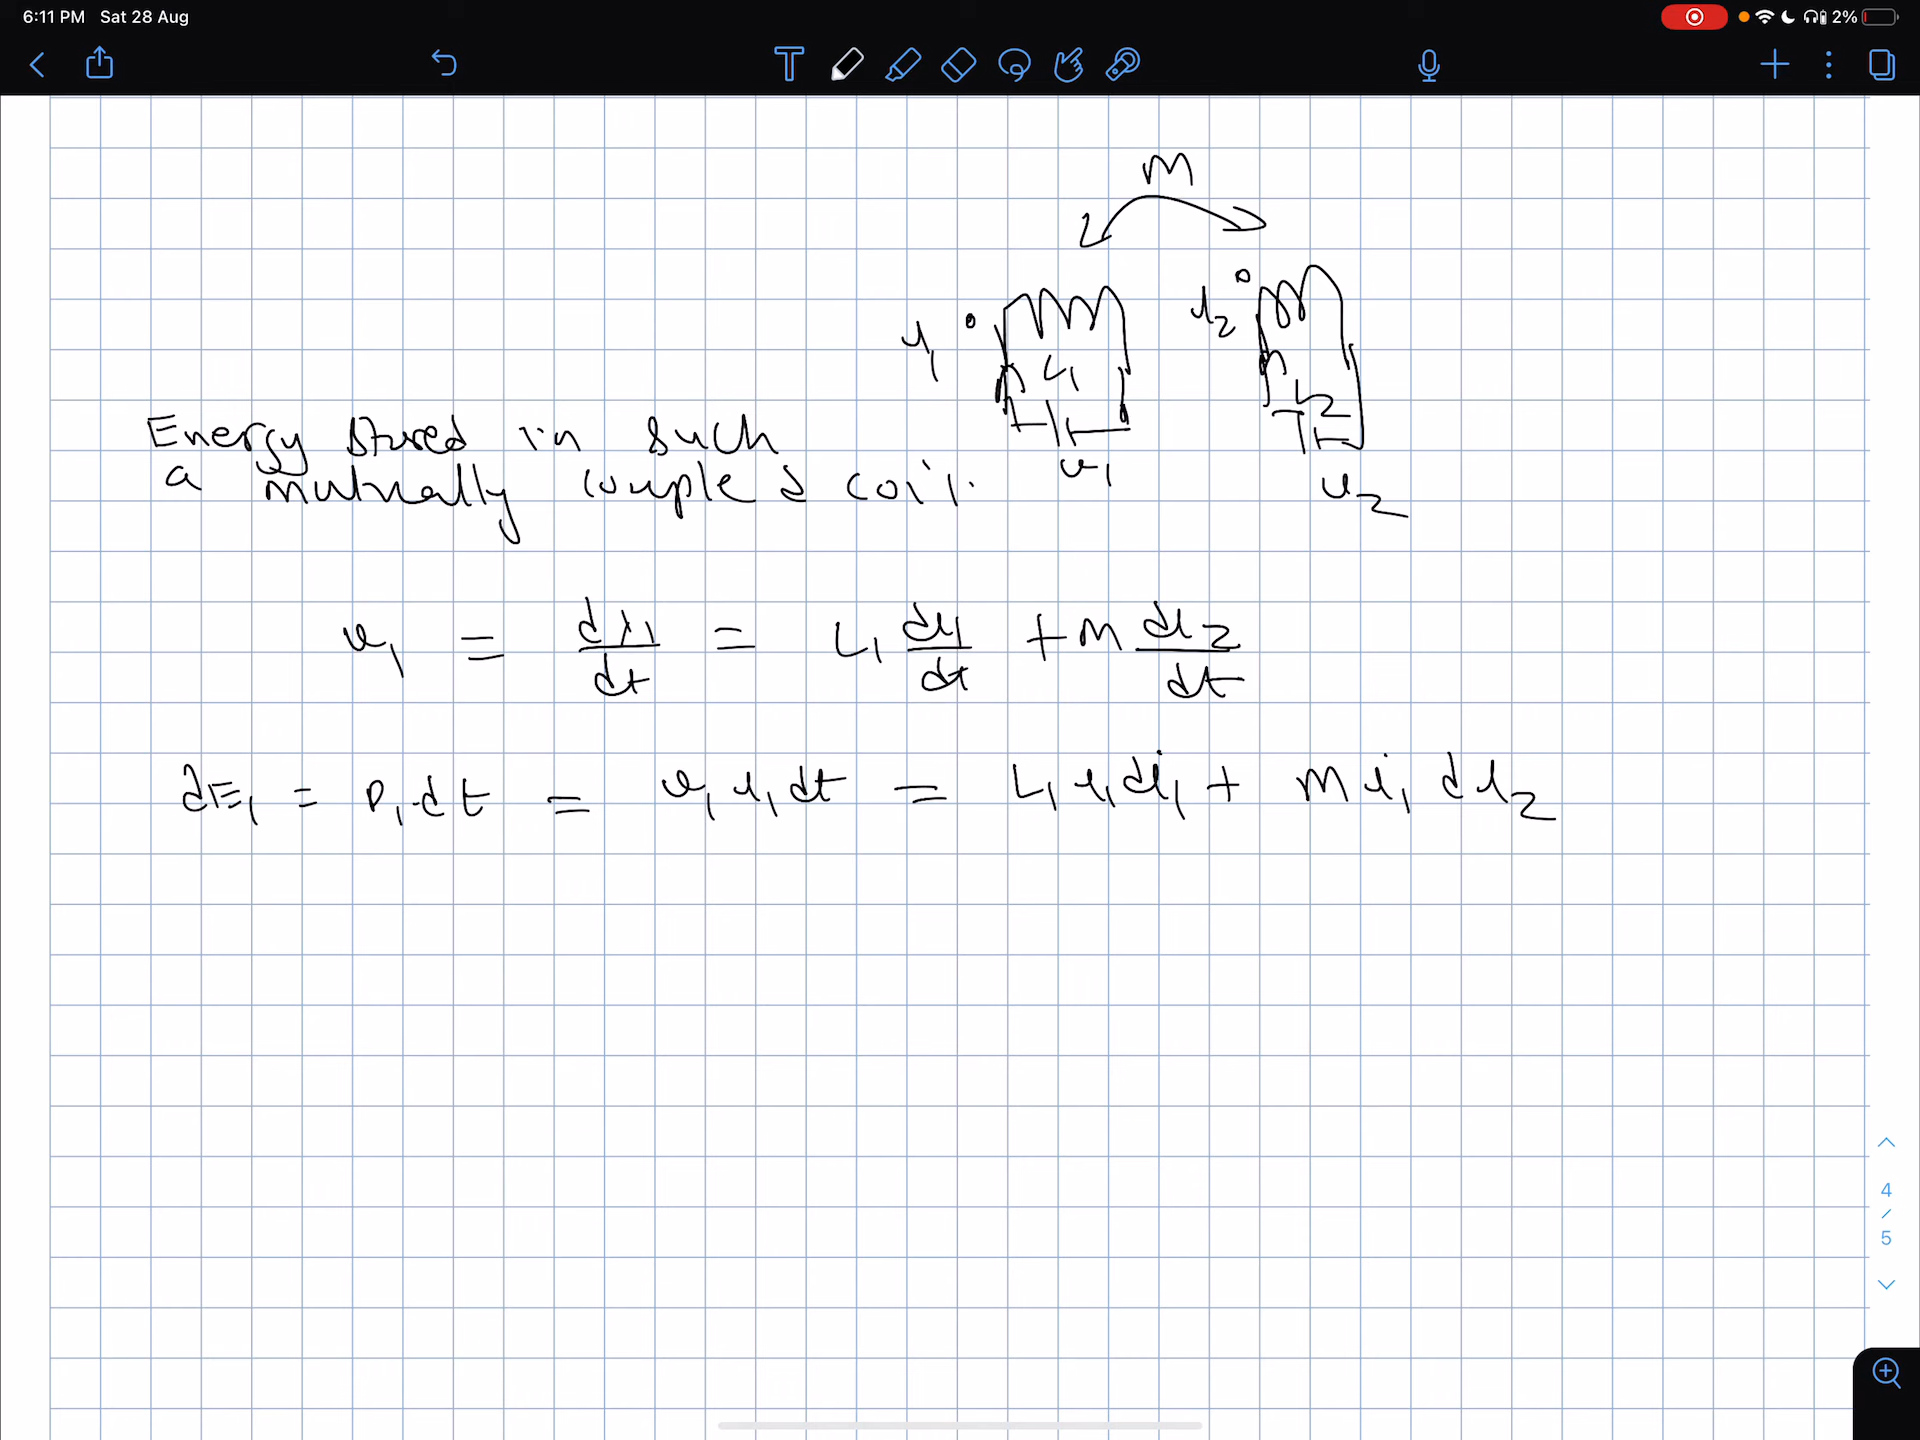 6:11 PM Sat 28 Aug
2%
T
M
i₁ L₁ i₂ L₂
v₁ v₂
Energy stored in such
a mutually coupled coil.
v₁ = dλ₁/dt = L₁ di₁/dt + M di₂/dt
dE₁ = P₁.dt = v₁ i₁ dt = L₁ i₁ di₁ + M i₁ di₂
4
/
5